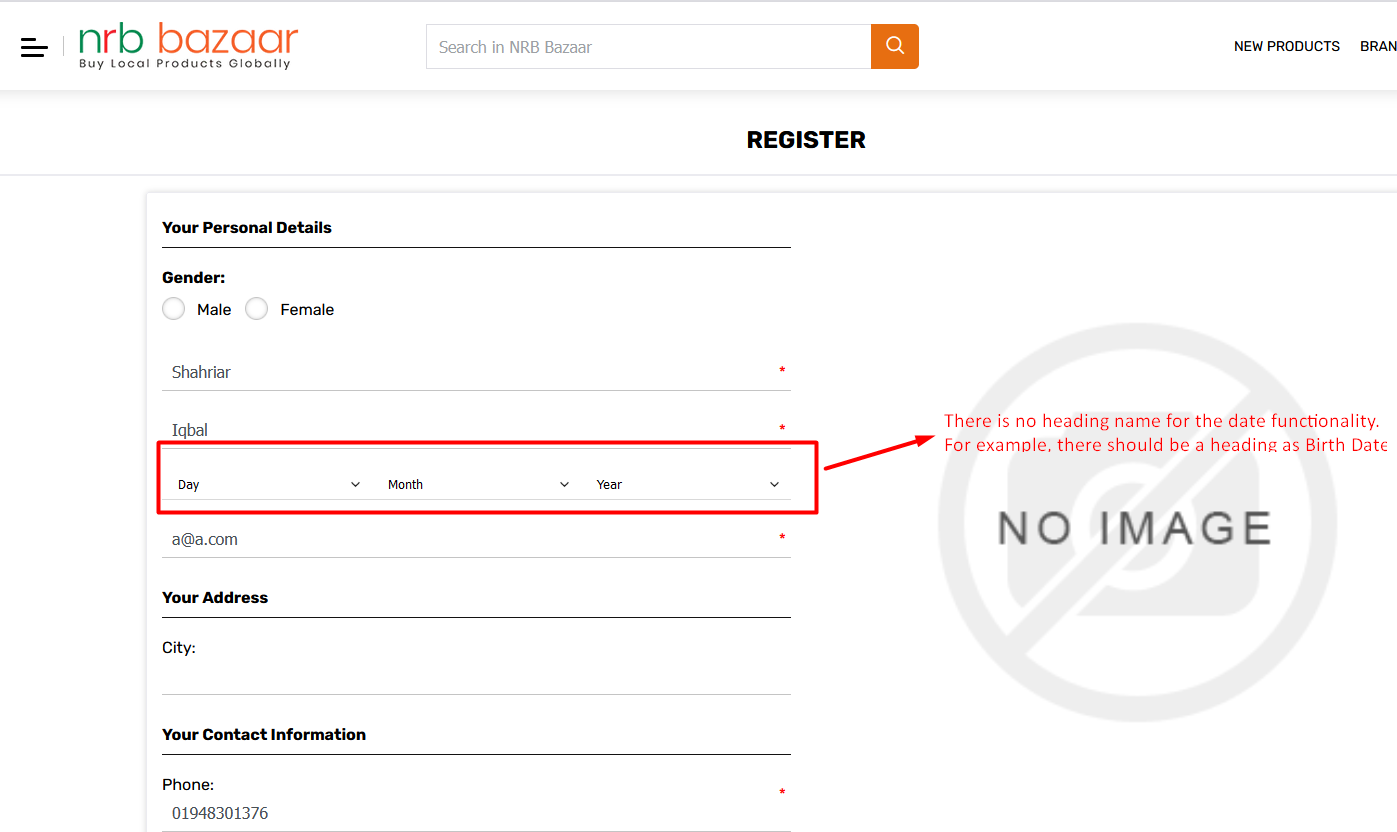 nrb bazaar
Buy Local Products Globally
Search in NRB Bazaar
NEW PRODUCTS BRAN
REGISTER
Your Personal Details
Gender:
Male Female
Shahriar *
Iqbal *
There is no heading name for the date functionality.
For example, there should be a heading as Birth Date
Day Month Year
a@a.com *
NO IMAGE
Your Address
City:
Your Contact Information
Phone:
*
01948301376